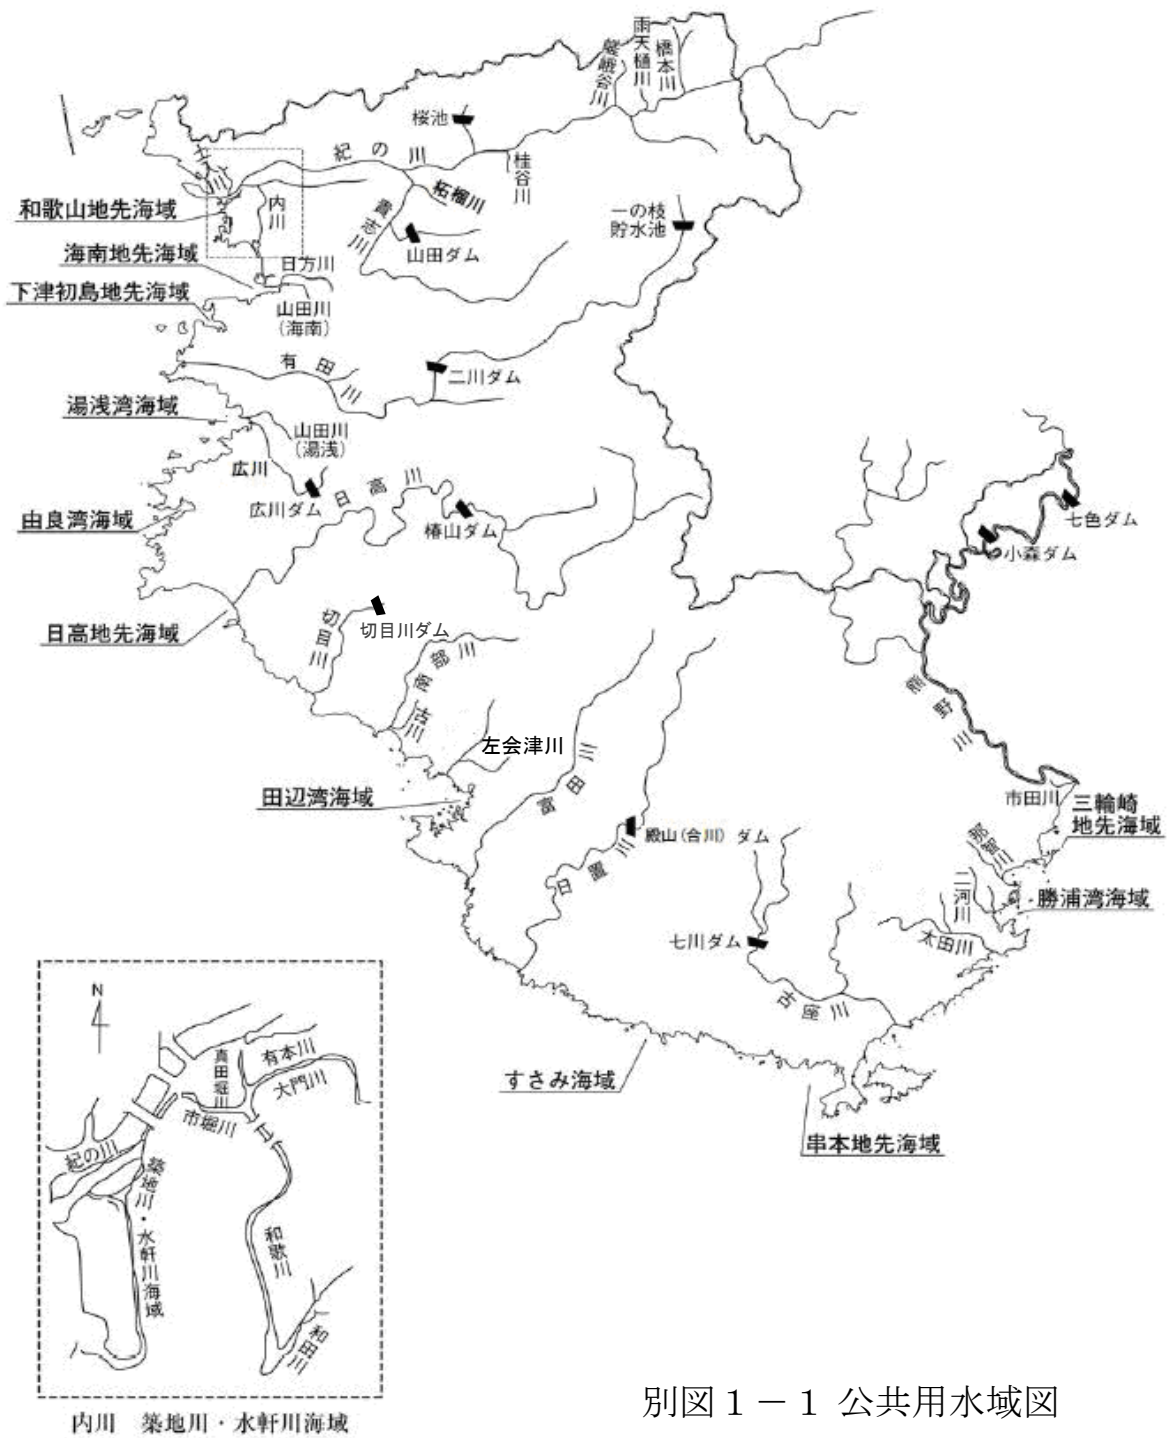 雨天樋川
橋本川
嵯峨谷川
桜池
紀の川
桂谷川
土入川
柘榴川
貴志川
内川
和歌山地先海域
一の枝
貯水池
山田ダム
海南地先海域
日方川
下津初島地先海域
山田川
(海南)
有田川
二川ダム
湯浅湾海域
山田川
(湯浅)
広川
日高川
広川ダム
椿山ダム
七色ダム
由良湾海域
小森ダム
切目川
切目川ダム
日高地先海域
南部川
古川
熊野川
左会津川
富田川
田辺湾海域
市田川
三輪崎
地先海域
殿山(合川) ダム
那智川
日置川
二河川
勝浦湾海域
太田川
七川ダム
古座川
すさみ海域
串本地先海域
N
真田堀川
有本川
大門川
市堀川
紀の川
築地川・水軒川海域
和歌川
和田川
内川 築地川・水軒川海域
別図1－1 公共用水域図